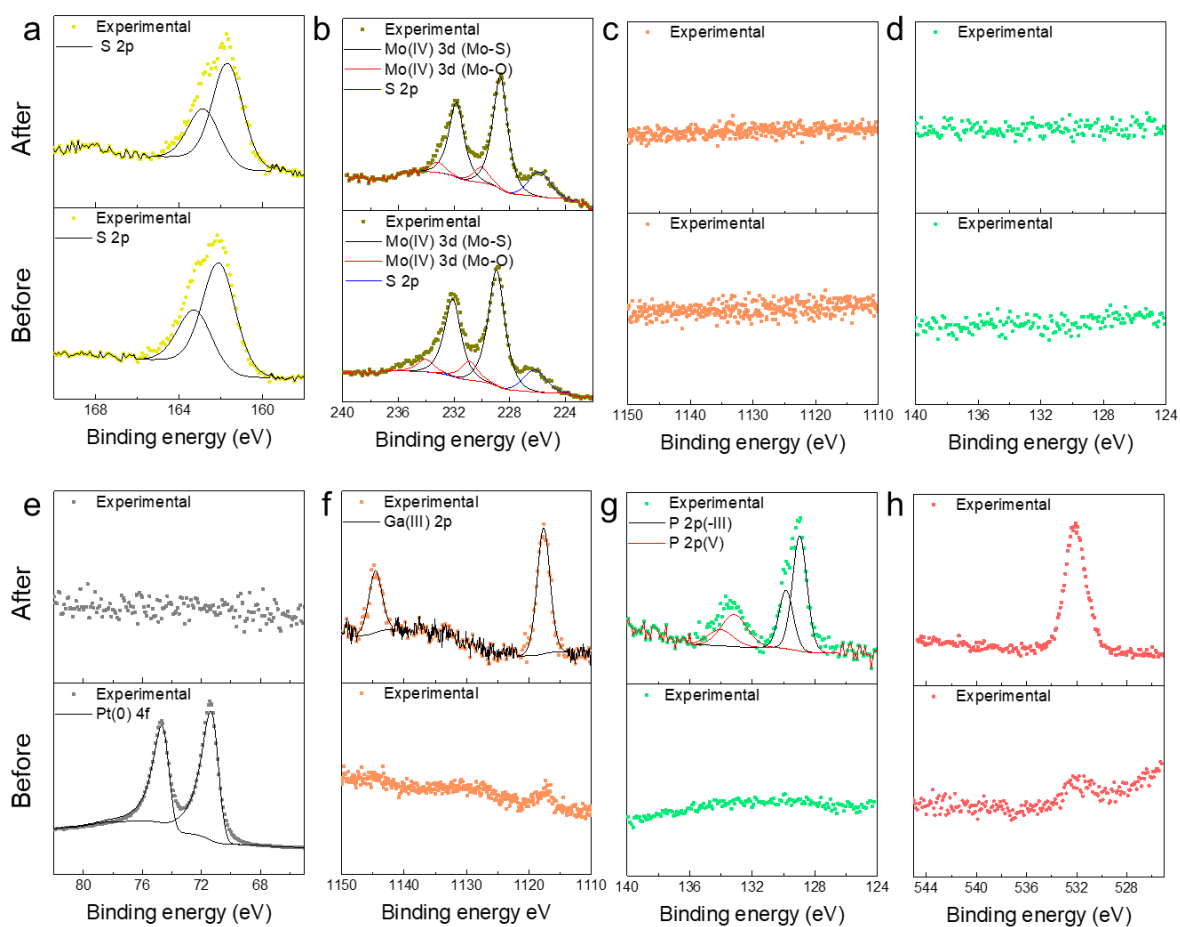 a
After
Experimental
S 2p
Before
Experimental
S 2p
168 164 160
Binding energy (eV)
b
Experimental
Mo(IV) 3d (Mo-S)
Mo(IV) 3d (Mo-O)
S 2p
Experimental
Mo(IV) 3d (Mo-S)
Mo(IV) 3d (Mo-O)
S 2p
240 236 232 228 224
Binding energy (eV)
c
Experimental
Experimental
1150 1140 1130 1120 1110
Binding energy (eV)
d
Experimental
Experimental
140 136 132 128 124
Binding energy (eV)
e
After
Experimental
Before
Experimental
Pt(0) 4f
80 76 72 68
Binding energy (eV)
f
Experimental
Ga(III) 2p
Experimental
1150 1140 1130 1120 1110
Binding energy eV
g
Experimental
P 2p(-III)
P 2p(V)
Experimental
140 136 132 128 124
Binding energy (eV)
h
Experimental
Experimental
544 540 536 532 528
Binding energy (eV)